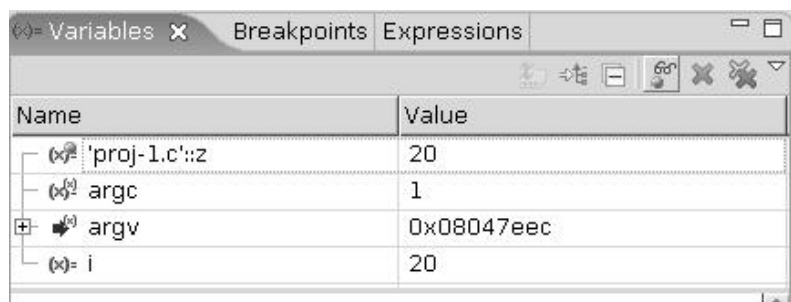 (x)= Variables Breakpoints Expressions
Name Value
(x)= 'proj-1.c'::z 20
(x)= argc 1
argv 0x08047eec
(x)= i 20